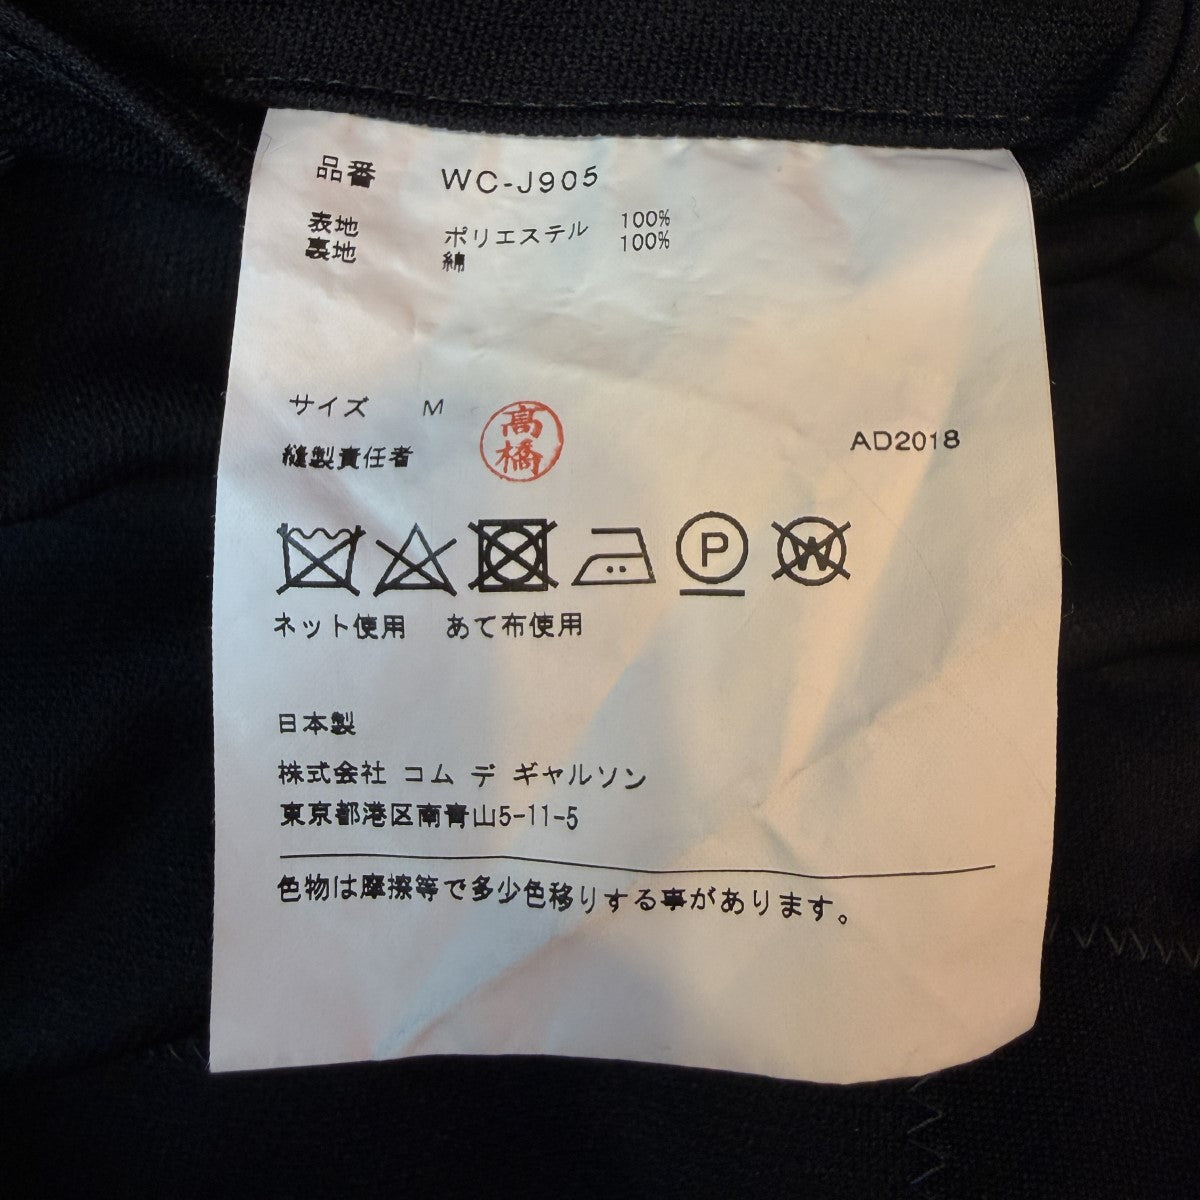 品番 WC-J905
表地 ポリエステル 100%
裏地 綿 100%
サイズ M
高橋
縫製責任者
AD2018
P
W
ネット使用 あて布使用
日本製
株式会社 コム デ ギャルソン
東京都港区南青山5-11-5
色物は摩擦等で多少色移りする事があります。